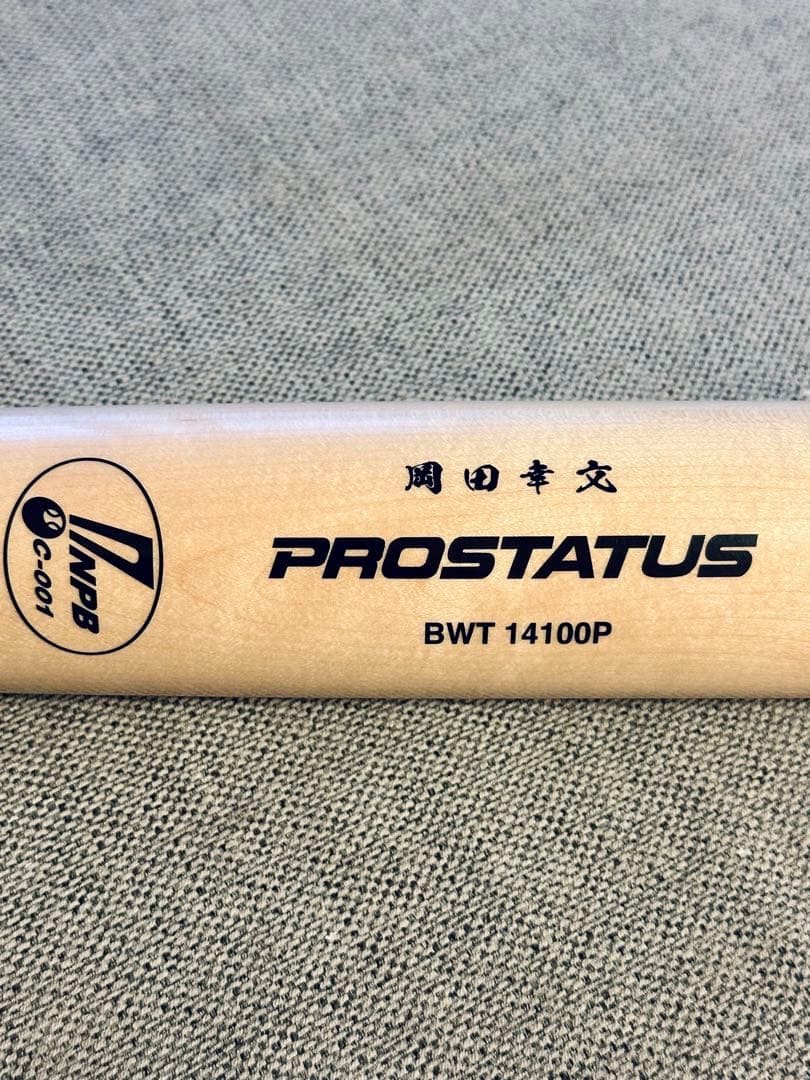 岡田幸文
PROSTATUS
BWT 14100P
NPB
C-001